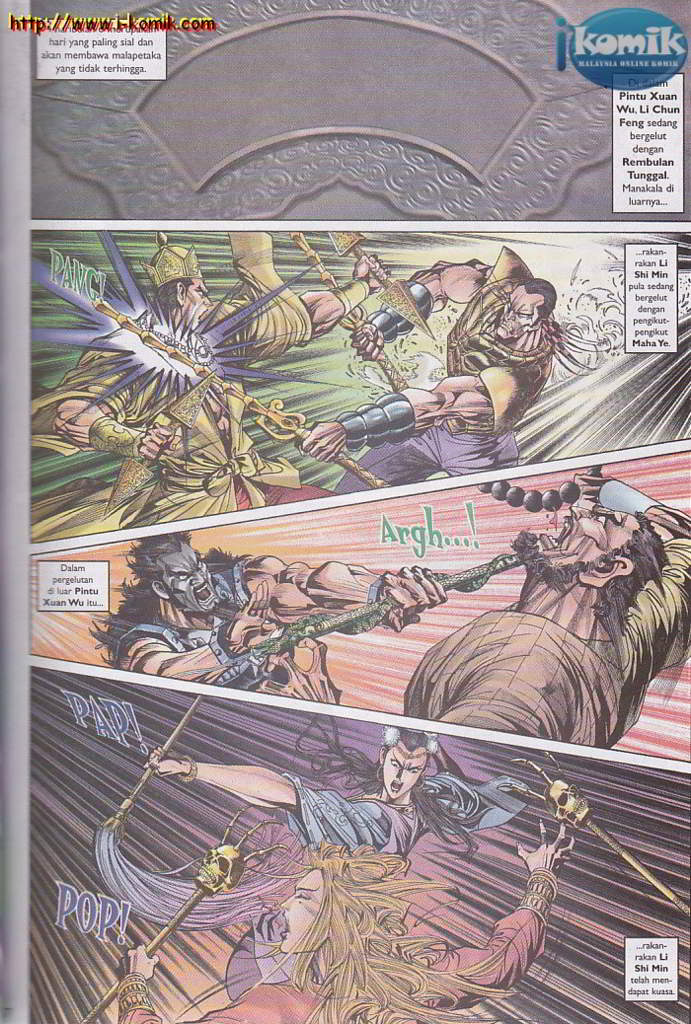 http://www.i-komik.com
hari yang paling sial dan
akan membawa malapetaka
yang tidak terhingga.
jkomik
MALAYSIA ONLINE KOMIK
Di dalam
Pintu Xuan
Wu, Li Chun
Feng sedang
bergelut
dengan
Rembulan
Tunggal.
Manakala di
luarnya...
...rakan-
rakan Li
Shi Min
pula sedang
bergelut
dengan
pengikut-
pengikut
Maha Ye.
PANG!
Argh...!
Dalam
pergelutan
di luar Pintu
Xuan Wu itu...
PAP!
POP!
...rakan-
rakan Li
Shi Min
telah men-
dapat kuasa.